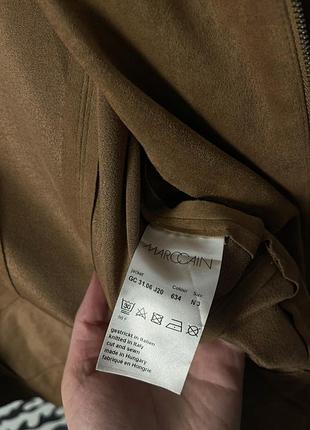 MARCCAIN
Jacket Colour Size
GC 31.06 J20 634 N3
30 F
gestrickt in Italien
knitted in Italy
cut and sewn
made in Hungary
fabriqué en Hongrie